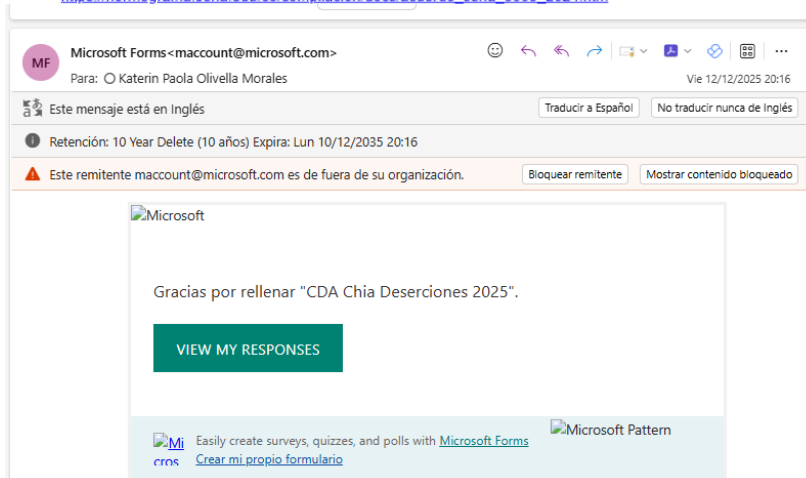 Microsoft Forms<maccount@microsoft.com>
MF
Para: Katerin Paola Olivella Morales
Vie 12/12/2025 20:16
Este mensaje está en Inglés
Traducir a Español
No traducir nunca de Inglés
Retención: 10 Year Delete (10 años) Expira: Lun 10/12/2035 20:16
Este remitente maccount@microsoft.com es de fuera de su organización.
Bloquear remitente
Mostrar contenido bloqueado
Microsoft
Gracias por rellenar "CDA Chia Deserciones 2025".
VIEW MY RESPONSES
Microsoft Pattern
Mi
cros
Easily create surveys, quizzes, and polls with Microsoft Forms
Crear mi propio formulario